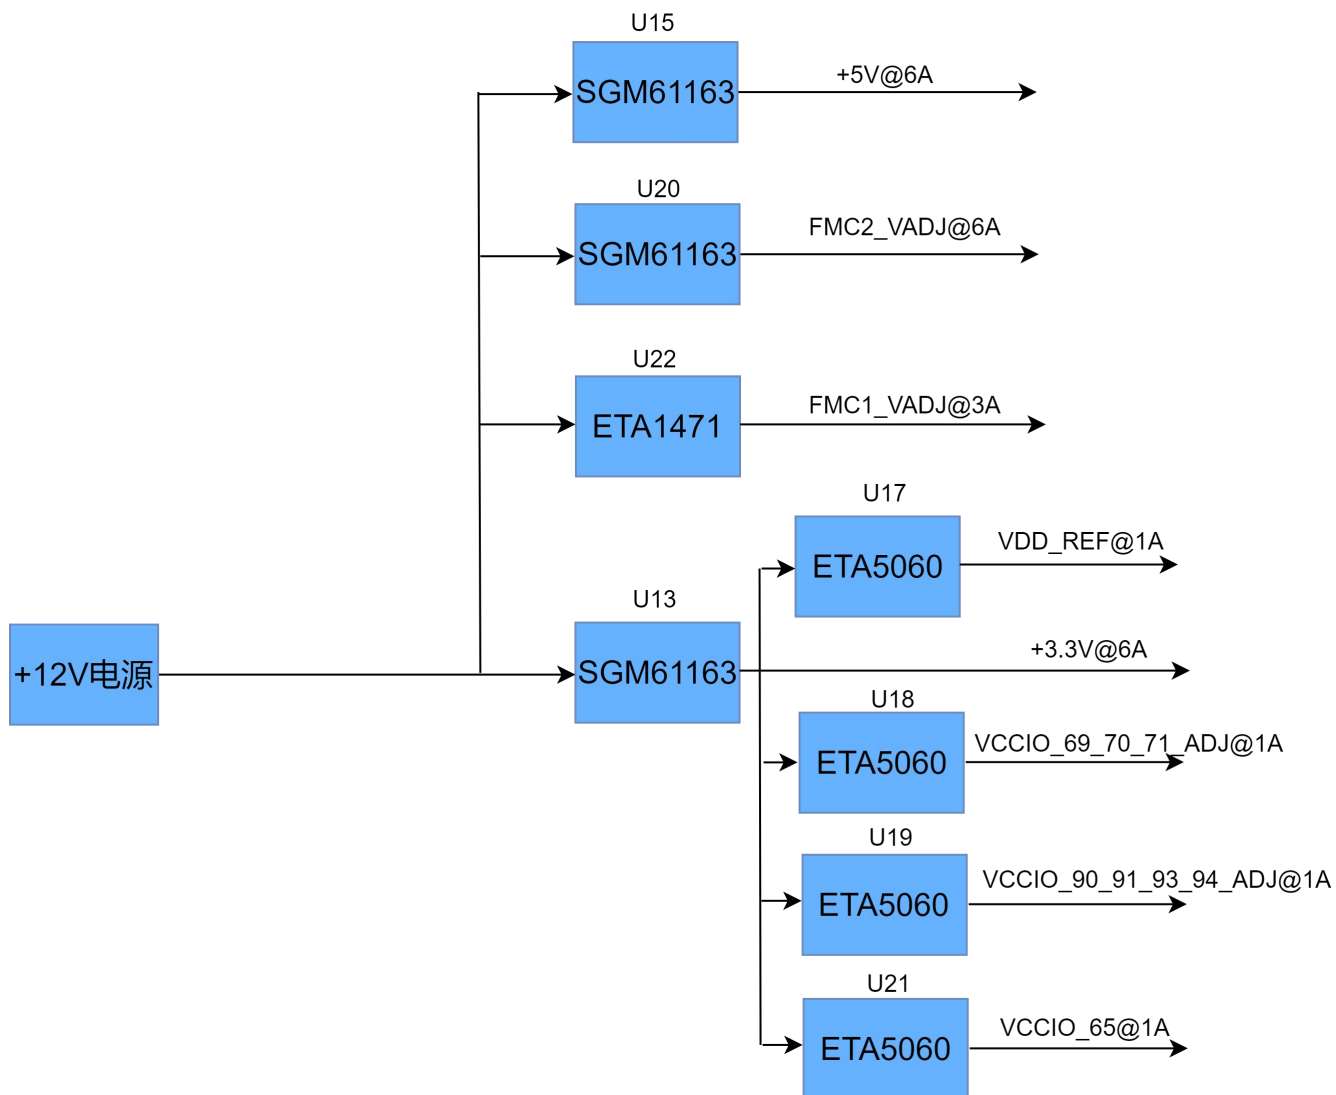 U15
SGM61163
+5V@6A
U20
SGM61163
FMC2_VADJ@6A
U22
ETA1471
FMC1_VADJ@3A
U17
ETA5060
VDD_REF@1A
+12V电源
U13
SGM61163
+3.3V@6A
U18
ETA5060
VCCIO_69_70_71_ADJ@1A
U19
ETA5060
VCCIO_90_91_93_94_ADJ@1A
U21
ETA5060
VCCIO_65@1A